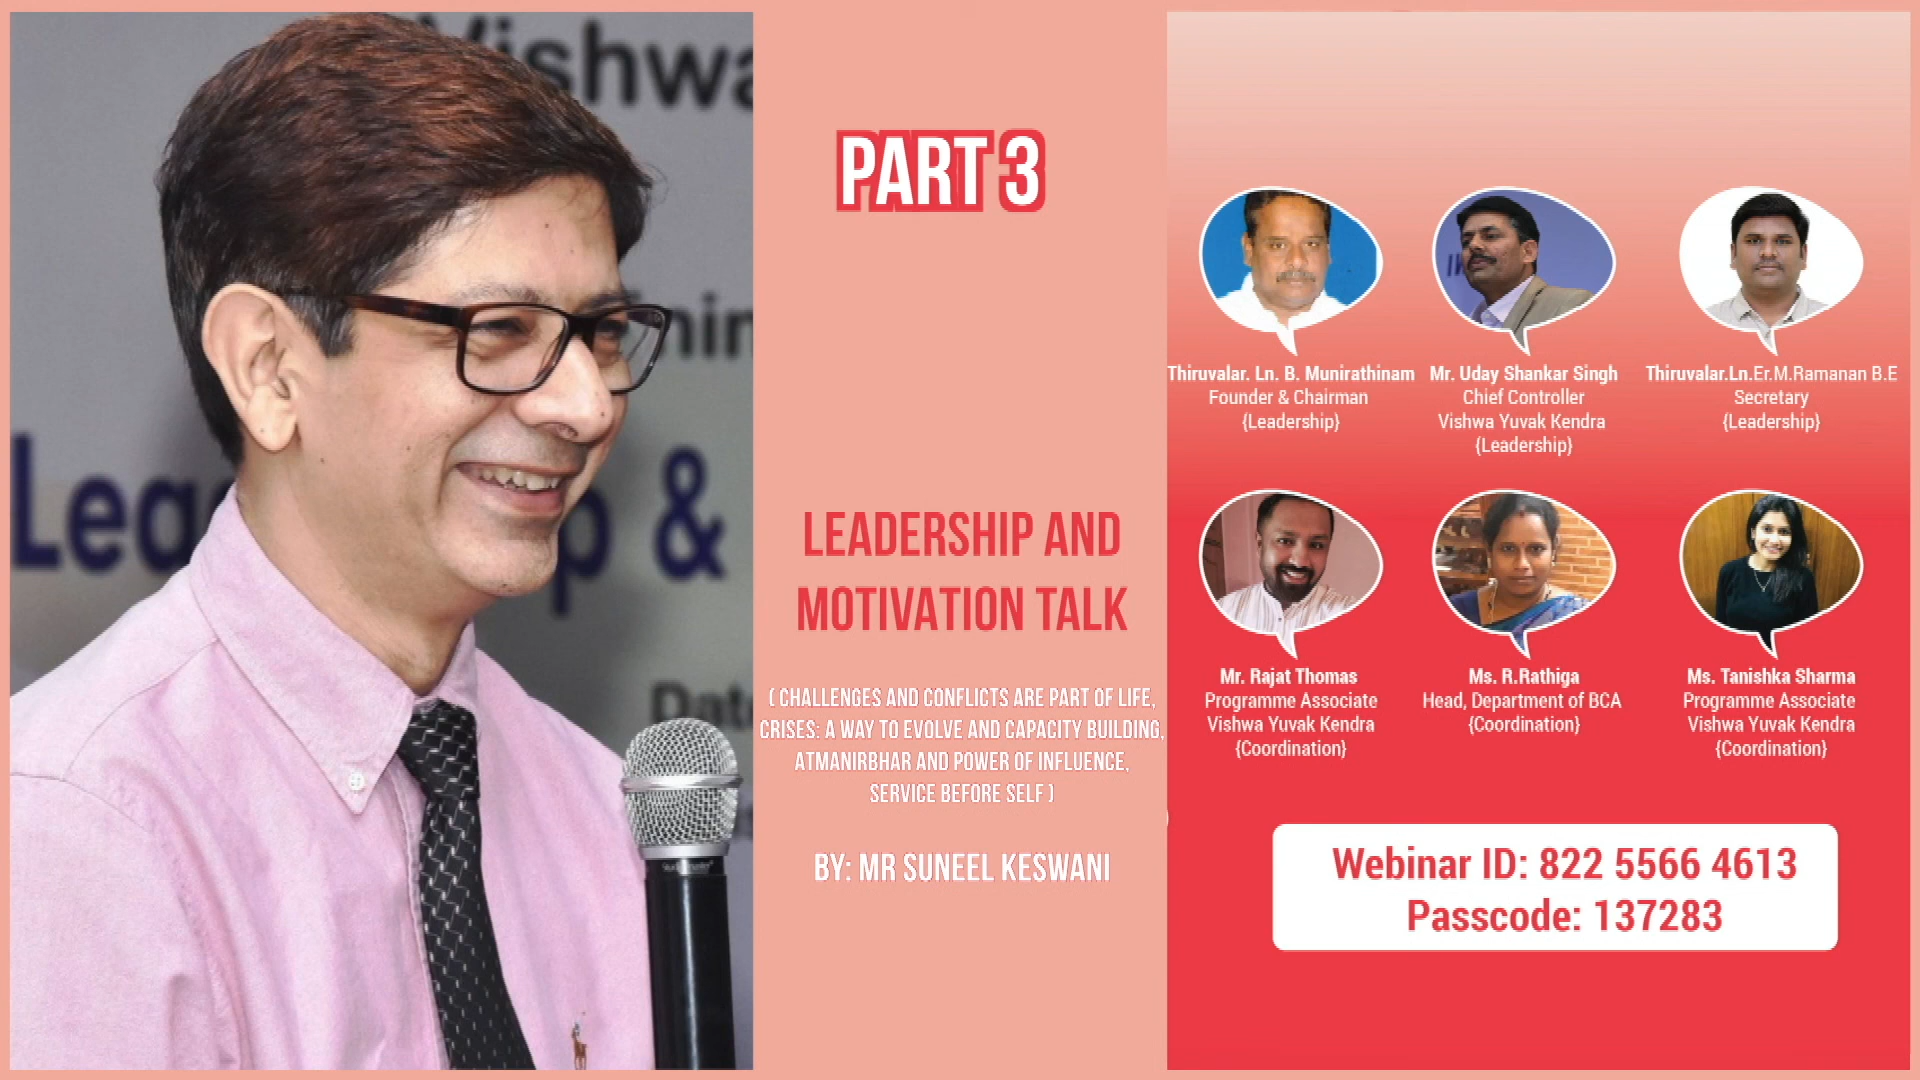 Vishwa
Lea p &
Dat
PART 3
LEADERSHIP AND
MOTIVATION TALK
( CHALLENGES AND CONFLICTS ARE PART OF LIFE,
CRISES: A WAY TO EVOLVE AND CAPACITY BUILDING,
ATMANIRBHAR AND POWER OF INFLUENCE,
SERVICE BEFORE SELF )
BY: MR SUNEEL KESWANI
Thiruvalar. Ln. B. Munirathinam
Founder & Chairman
{Leadership}
Mr. Uday Shankar Singh
Chief Controller
Vishwa Yuvak Kendra
{Leadership}
Thiruvalar.Ln.Er.M.Ramanan B.E
Secretary
{Leadership}
Mr. Rajat Thomas
Programme Associate
Vishwa Yuvak Kendra
{Coordination}
Ms. R.Rathiga
Head, Department of BCA
{Coordination}
Ms. Tanishka Sharma
Programme Associate
Vishwa Yuvak Kendra
{Coordination}
Webinar ID: 822 5566 4613
Passcode: 137283